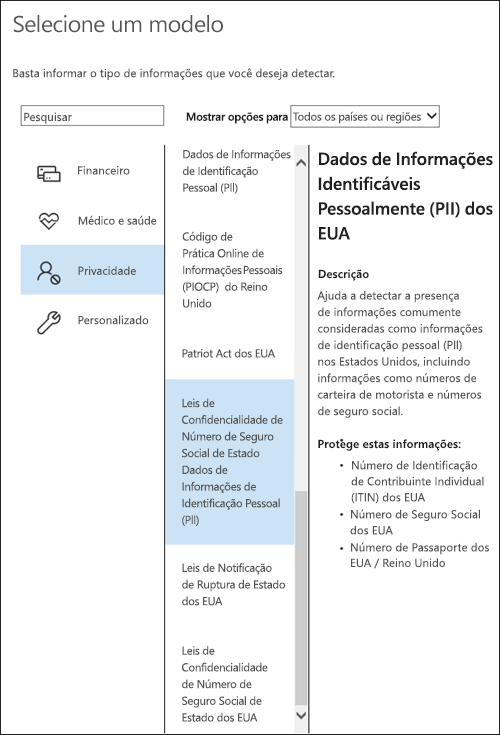 Selecione um modelo
Basta informar o tipo de informações que você deseja detectar.
Pesquisar
Mostrar opções para
Todos os países ou regiões
Financeiro
Médico e saúde
Privacidade
Personalizado
Dados de Informações
de Identificação
Pessoal (PII)
Código de
Prática Online de
InformaçõesPessoais
(PIOCP) do Reino
Unido
Patriot Act dos EUA
Leis de
Confidencialidade de
Número de Seguro
Social de Estado
Dados de
Informações de
Identificação Pessoal
(PII)
Leis de Notificação
de Ruptura de Estado
dos EUA
Leis de
Confidencialidade
de Número de
Seguro Social de
Estado dos EUA
Dados de Informações
Identificáveis
Pessoalmente (PII) dos
EUA
Descrição
Ajuda a detectar a presença
de informações comumente
consideradas como informações
de identificação pessoal (PII)
nos Estados Unidos, incluindo
informações como números de
carteira de motorista e números
de seguro social.
Protege estas informações:
• Número de Identificação
de Contribuinte Individual
(ITIN) dos EUA
• Número de Seguro Social
dos EUA
• Número de Passaporte dos
EUA / Reino Unido